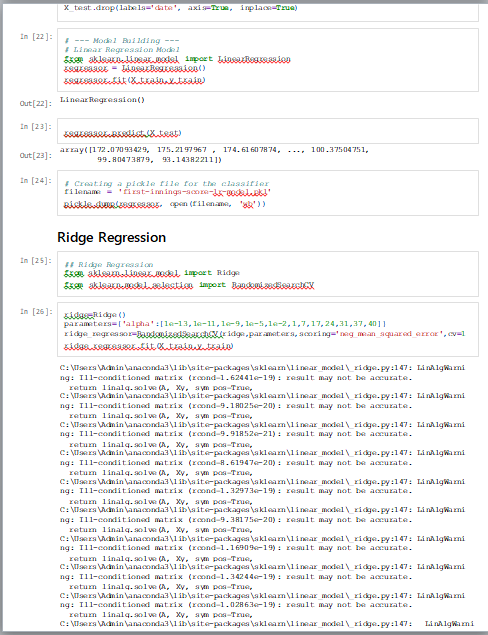 X_test.drop(labels='date', axis=True, inplace=True)
In [22]:
# --- Model Building ---
# Linear Regression Model
from sklearn.linear_model import LinearRegression
regressor = LinearRegression()
regressor.fit(X_train,y_train)
Out[22]: LinearRegression()
In [23]:
regressor.predict(X_test)
Out[23]: array([172.07093429, 175.2197967 , 174.61607874, ..., 100.37504751,
99.80473879, 93.14382211])
In [24]:
# Creating a pickle file for the classifier
filename = 'first-innings-score-lr-model.pkl'
pickle.dump(regressor, open(filename, 'wb'))
Ridge Regression
In [25]:
## Ridge Regression
from sklearn.linear_model import Ridge
from sklearn.model_selection import RandomizedSearchCV
In [26]:
ridge=Ridge()
parameters={'alpha':[1e-13,1e-11,1e-9,1e-5,1e-2,1,7,17,24,31,37,40]}
ridge_regressor=RandomizedSearchCV(ridge,parameters,scoring='neg_mean_squared_error',cv=1
ridge_regressor.fit(X_train,y_train)
C:\Users\Admin\anaconda3\lib\site-packages\sklearn\linear_model\_ridge.py:147: LinAlgWarni
ng: Ill-conditioned matrix (rcond=1.62441e-19): result may not be accurate.
return linalg.solve(A, Xy, sym_pos=True,
C:\Users\Admin\anaconda3\lib\site-packages\sklearn\linear_model\_ridge.py:147: LinAlgWarni
ng: Ill-conditioned matrix (rcond=9.18025e-20): result may not be accurate.
return linalg.solve(A, Xy, sym_pos=True,
C:\Users\Admin\anaconda3\lib\site-packages\sklearn\linear_model\_ridge.py:147: LinAlgWarni
ng: Ill-conditioned matrix (rcond=9.91852e-21): result may not be accurate.
return linalg.solve(A, Xy, sym_pos=True,
C:\Users\Admin\anaconda3\lib\site-packages\sklearn\linear_model\_ridge.py:147: LinAlgWarni
ng: Ill-conditioned matrix (rcond=8.61947e-20): result may not be accurate.
return linalg.solve(A, Xy, sym_pos=True,
C:\Users\Admin\anaconda3\lib\site-packages\sklearn\linear_model\_ridge.py:147: LinAlgWarni
ng: Ill-conditioned matrix (rcond=1.32973e-19): result may not be accurate.
return linalg.solve(A, Xy, sym_pos=True,
C:\Users\Admin\anaconda3\lib\site-packages\sklearn\linear_model\_ridge.py:147: LinAlgWarni
ng: Ill-conditioned matrix (rcond=9.38175e-20): result may not be accurate.
return linalg.solve(A, Xy, sym_pos=True,
C:\Users\Admin\anaconda3\lib\site-packages\sklearn\linear_model\_ridge.py:147: LinAlgWarni
ng: Ill-conditioned matrix (rcond=1.16909e-19): result may not be accurate.
return linalg.solve(A, Xy, sym_pos=True,
C:\Users\Admin\anaconda3\lib\site-packages\sklearn\linear_model\_ridge.py:147: LinAlgWarni
ng: Ill-conditioned matrix (rcond=1.34244e-19): result may not be accurate.
return linalg.solve(A, Xy, sym_pos=True,
C:\Users\Admin\anaconda3\lib\site-packages\sklearn\linear_model\_ridge.py:147: LinAlgWarni
ng: Ill-conditioned matrix (rcond=1.02863e-19): result may not be accurate.
return linalg.solve(A, Xy, sym_pos=True,
C:\Users\Admin\anaconda3\lib\site-packages\sklearn\linear_model\_ridge.py:147: LinAlgWarni